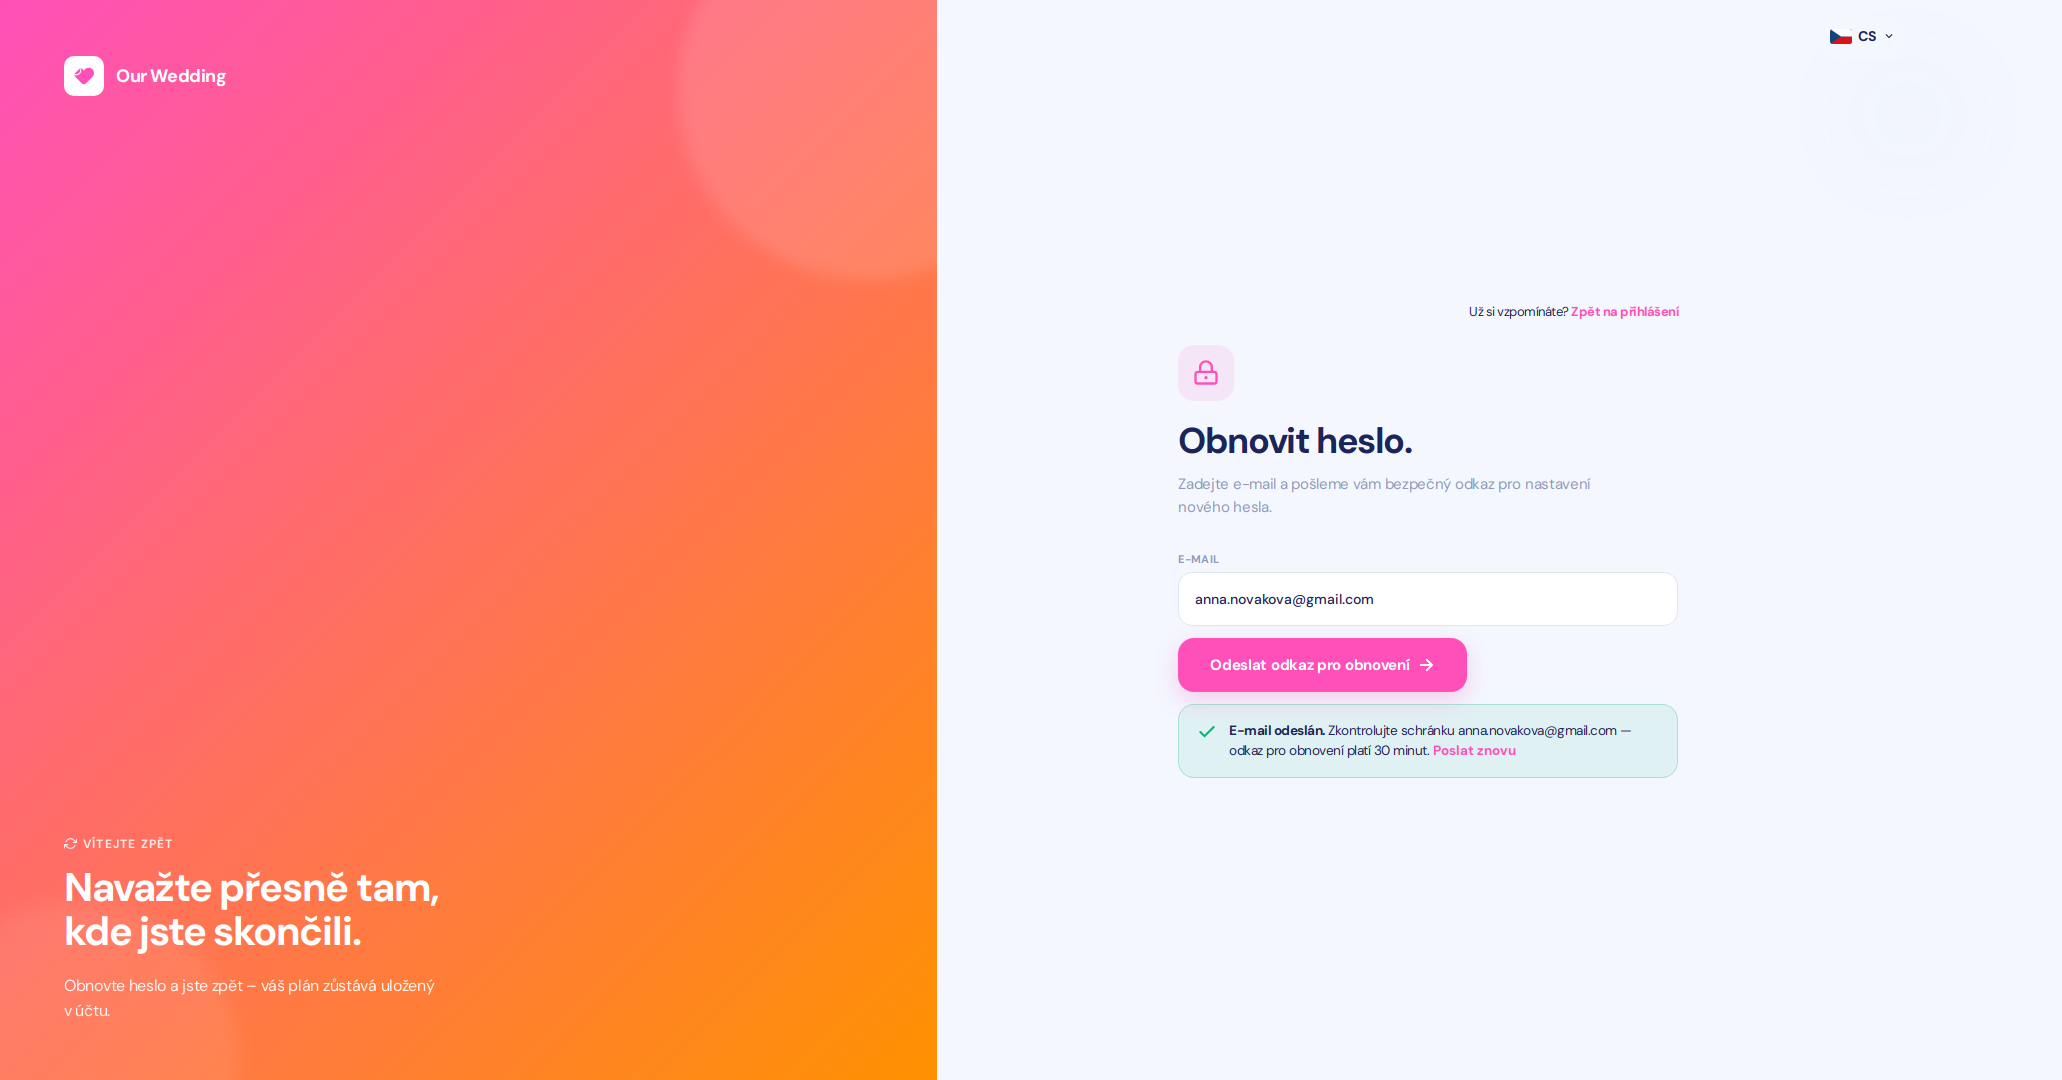 Our Wedding
CS
Už si vzpomínáte? Zpět na přihlášení
Obnovit heslo.
Zadejte e-mail a pošleme vám bezpečný odkaz pro nastavení
nového hesla.
E-MAIL
anna.novakova@gmail.com
Odeslat odkaz pro obnovení
E-mail odeslán. Zkontrolujte schránku anna.novakova@gmail.com —
odkaz pro obnovení platí 30 minut. Poslat znovu
VÍTEJTE ZPĚT
Navažte přesně tam,
kde jste skončili.
Obnovte heslo a jste zpět – váš plán zůstává uložený
v účtu.